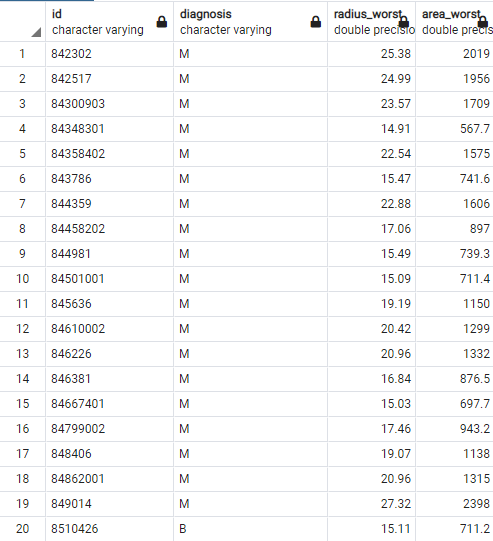 id diagnosis radius_worst area_worst
character varying character varying double precisio double precis
1 842302 M 25.38 2019
2 842517 M 24.99 1956
3 84300903 M 23.57 1709
4 84348301 M 14.91 567.7
5 84358402 M 22.54 1575
6 843786 M 15.47 741.6
7 844359 M 22.88 1606
8 84458202 M 17.06 897
9 844981 M 15.49 739.3
10 84501001 M 15.09 711.4
11 845636 M 19.19 1150
12 84610002 M 20.42 1299
13 846226 M 20.96 1332
14 846381 M 16.84 876.5
15 84667401 M 15.03 697.7
16 84799002 M 17.46 943.2
17 848406 M 19.07 1138
18 84862001 M 20.96 1315
19 849014 M 27.32 2398
20 8510426 B 15.11 711.2